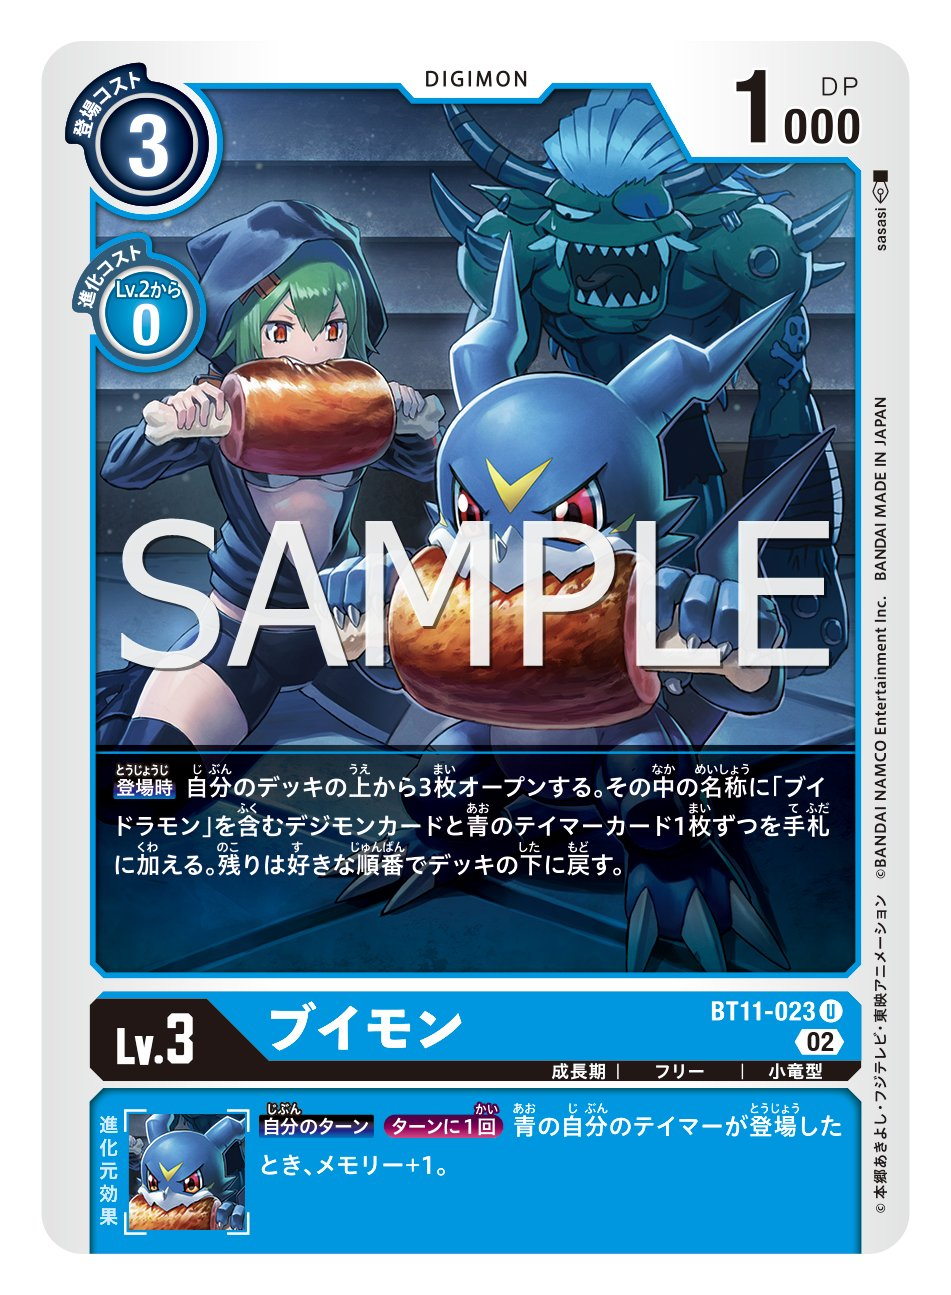 DIGIMON
登場コスト
3
1000
DP
進化コスト
Lv.2から
0
sasasi
SAMPLE
登場時 自分のデッキの上から3枚オープンする。その中の名称に「ブイ
ドラモン」を含むデジモンカードと青のテイマーカード1枚ずつを手札
に加える。残りは好きな順番でデッキの下に戻す。
©本郷あきよし・フジテレビ・東映アニメーション ©BANDAI NAMCO Entertainment Inc. BANDAI MADE IN JAPAN
Lv.3
ブイモン
BT11-023 U
02
成長期 | フリー | 小竜型
進化元効果
自分のターン ターンに1回 青の自分のテイマーが登場した
とき、メモリー+1。